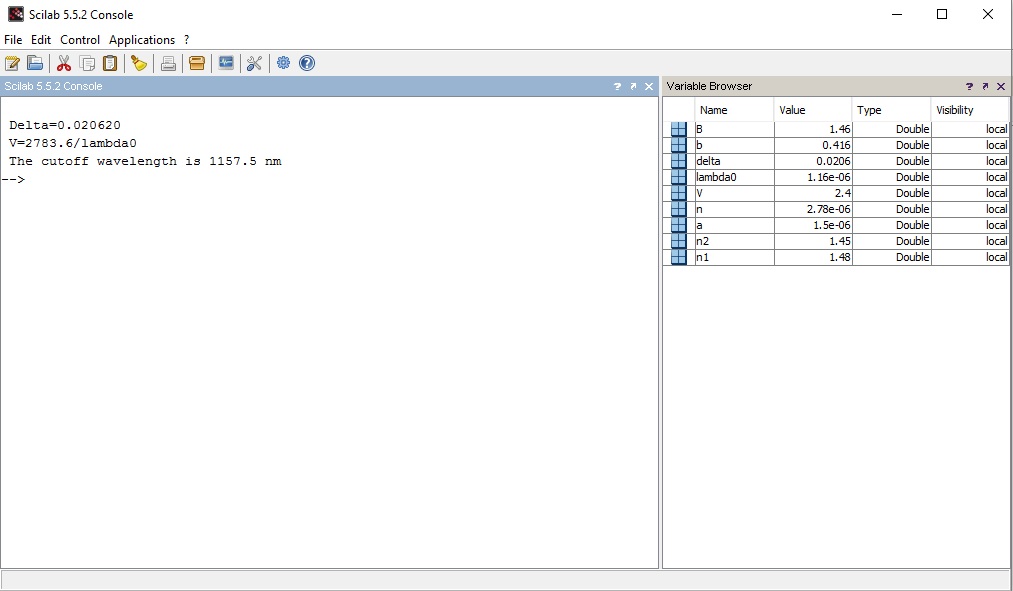 Scilab 5.5.2 Console
File Edit Control Applications ?
Scilab 5.5.2 Console
Delta=0.020620
V=2783.6/lambda0
The cutoff wavelength is 1157.5 nm
-->
Variable Browser
Name Value Type Visibility
B 1.46 Double local
b 0.416 Double local
delta 0.0206 Double local
lambda0 1.16e-06 Double local
V 2.4 Double local
n 2.78e-06 Double local
a 1.5e-06 Double local
n2 1.45 Double local
n1 1.48 Double local